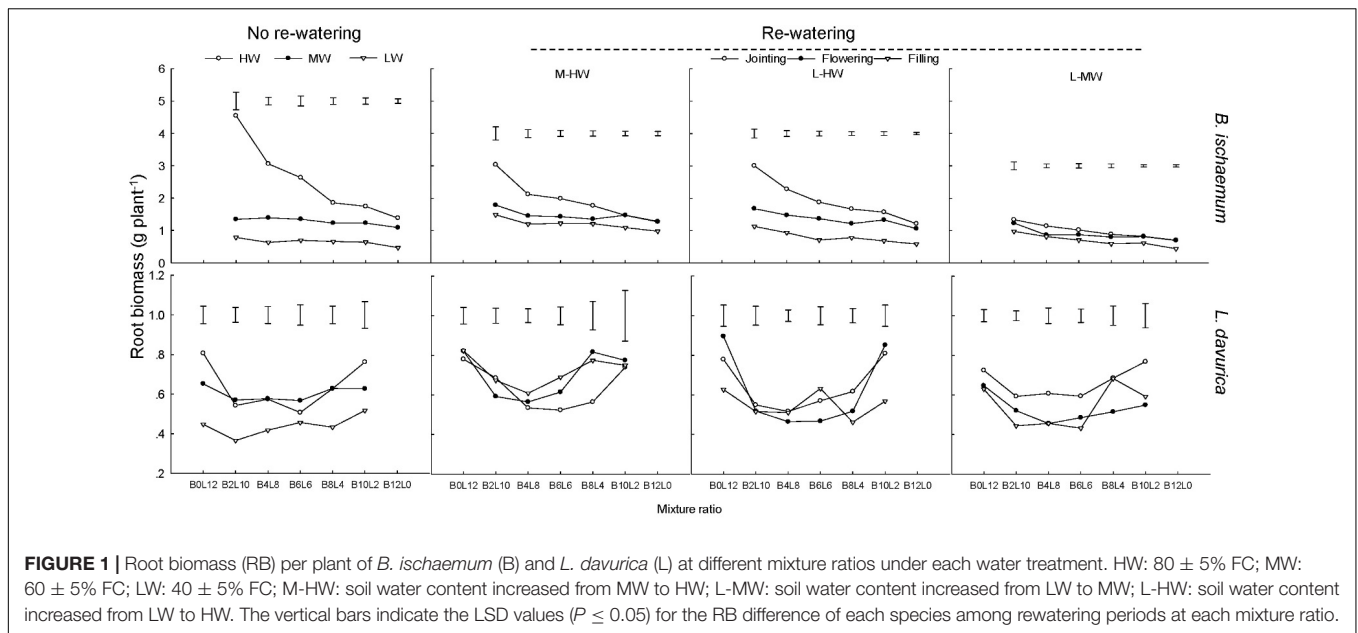 No re-watering
Re-watering
HW MW LW
Jointing Flowering Filling
M-HW
L-HW
L-MW
6
5
4
3
2
1
0
B. ischaemum
Root biomass (g plant-1)
1.2
1.0
.8
.6
.4
.2
L. davurica
B0L12 B2L10 B4L8 B6L6 B8L4 B10L2 B12L0 B0L12 B2L10 B4L8 B6L6 B8L4 B10L2 B12L0 B0L12 B2L10 B4L8 B6L6 B8L4 B10L2 B12L0 B0L12 B2L10 B4L8 B6L6 B8L4 B10L2 B12L0
Mixture ratio
FIGURE 1 | Root biomass (RB) per plant of B. ischaemum (B) and L. davurica (L) at different mixture ratios under each water treatment. HW: 80 ± 5% FC; MW:
60 ± 5% FC; LW: 40 ± 5% FC; M-HW: soil water content increased from MW to HW; L-MW: soil water content increased from LW to MW; L-HW: soil water content
increased from LW to HW. The vertical bars indicate the LSD values (P ≤ 0.05) for the RB difference of each species among rewatering periods at each mixture ratio.